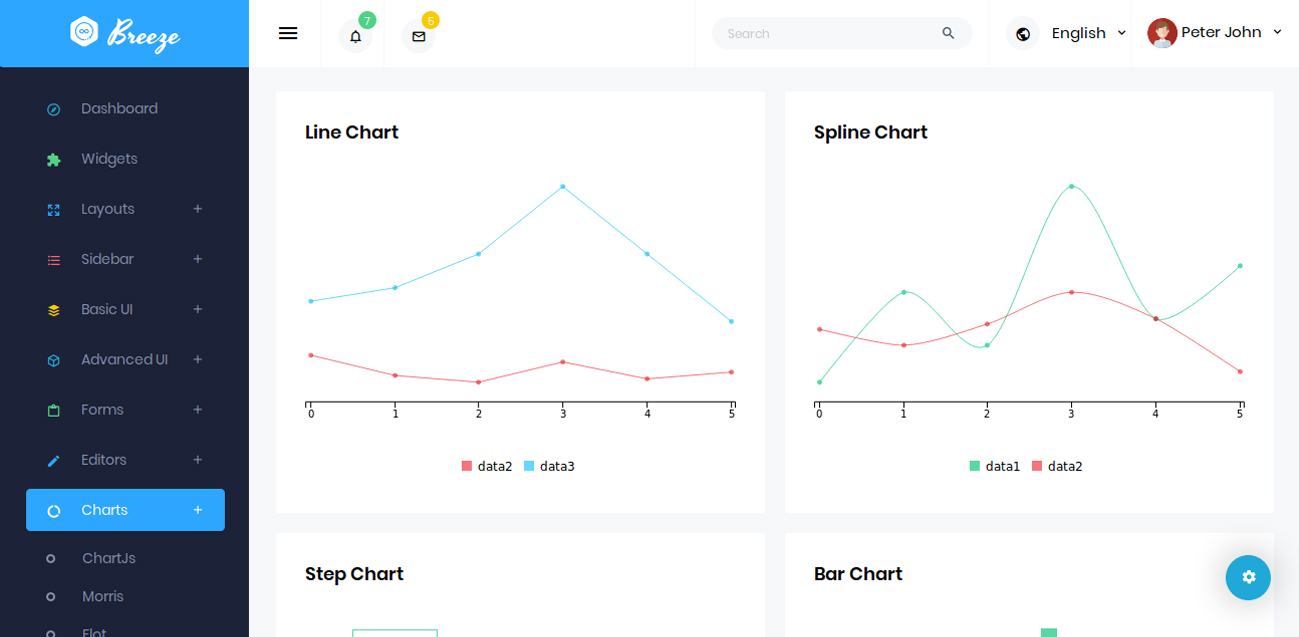 Breeze
7
5
Search
English
Peter John
Dashboard
Widgets
Layouts +
Sidebar +
Basic UI +
Advanced UI +
Forms +
Editors +
Charts +
ChartJs
Morris
Flot
Line Chart
0 1 2 3 4 5
data2 data3
Spline Chart
0 1 2 3 4 5
data1 data2
Step Chart
Bar Chart